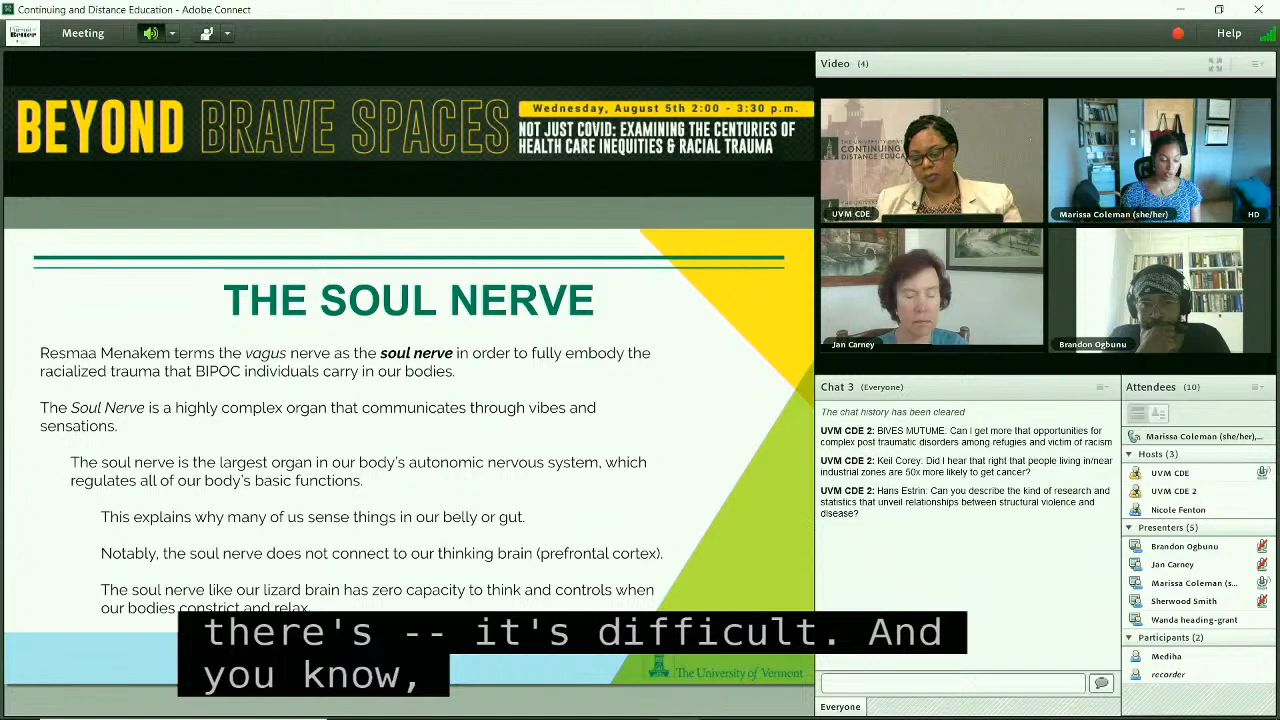 Continuing and Distance Education - Adobe Connect
Meeting
Help
BEYOND BRAVE SPACES
Wednesday, August 5th 2:00 - 3:30 p.m.
NOT JUST COVID: EXAMINING THE CENTURIES OF
HEALTH CARE INEQUITIES & RACIAL TRAUMA
THE SOUL NERVE
Resmaa Menakem terms the vagus nerve as the soul nerve in order to fully embody the
racialized trauma that BIPOC individuals carry in our bodies.
The Soul Nerve is a highly complex organ that communicates through vibes and
sensations.
The soul nerve is the largest organ in our body's autonomic nervous system, which
regulates all of our body's basic functions.
This explains why many of us sense things in our belly or gut.
Notably, the soul nerve does not connect to our thinking brain (prefrontal cortex).
The soul nerve like our lizard brain has zero capacity to think and controls when
our bodies constrict and relax.
there's -- it's difficult. And
you know,
The University of Vermont
Video (4)
UVM CDE
Marissa Coleman (she/her)
HD
Jan Carney
Brandon Ogbunu
Chat 3 (Everyone)
The chat history has been cleared
UVM CDE 2: BIVES MUTUME: Can I get more that opportunities for
complex post traumatic disorders among refugies and victim of racism
UVM CDE 2: Keil Corey: Did I hear that right that people living in/near
industrial zones are 50x more likely to get cancer?
UVM CDE 2: Hans Estrin: Can you describe the kind of research and
statistics that unveil relationships between structural violence and
disease?
Everyone
Attendees (10)
Marissa Coleman (she/her),...
Hosts (3)
UVM CDE
UVM CDE 2
Nicole Fenton
Presenters (5)
Brandon Ogbunu
Jan Carney
Marissa Coleman (s...
Sherwood Smith
Wanda heading-grant
Participants (2)
Mediha
recorder